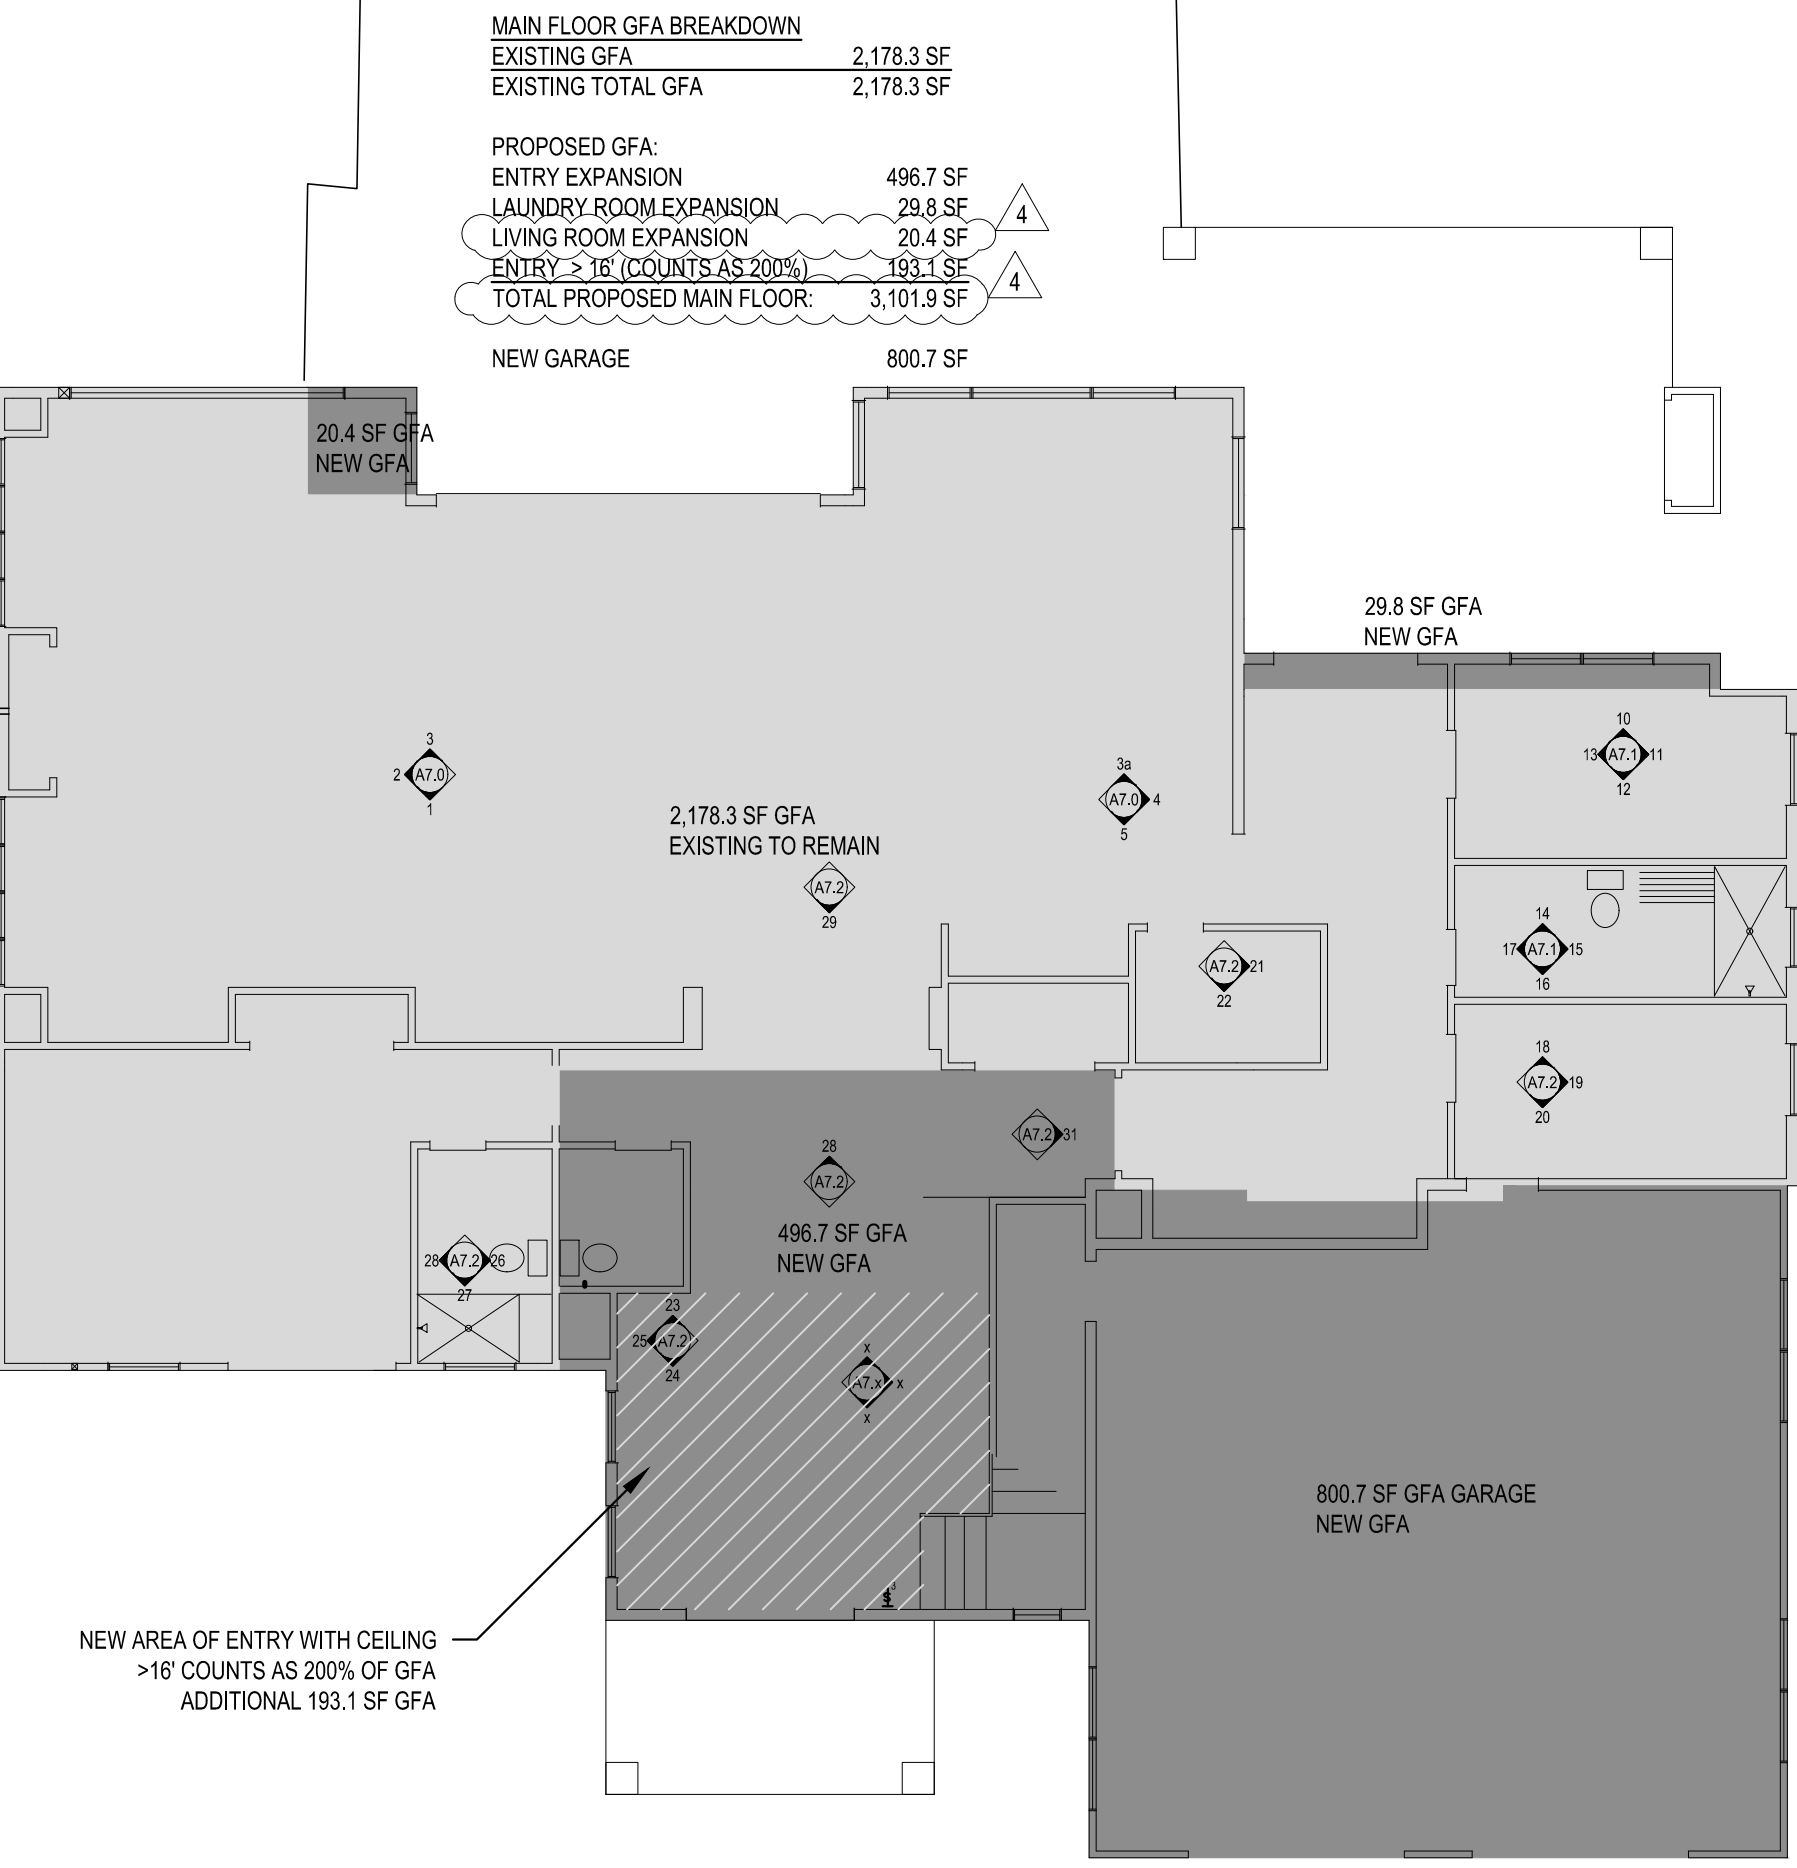 MAIN FLOOR GFA BREAKDOWN
EXISTING GFA 2,178.3 SF
EXISTING TOTAL GFA 2,178.3 SF
PROPOSED GFA:
ENTRY EXPANSION 496.7 SF
LAUNDRY ROOM EXPANSION 29.8 SF
4
LIVING ROOM EXPANSION 20.4 SF
ENTRY > 16' (COUNTS AS 200%) 193.1 SF
4
TOTAL PROPOSED MAIN FLOOR: 3,101.9 SF
NEW GARAGE 800.7 SF
20.4 SF GFA
NEW GFA
29.8 SF GFA
NEW GFA
3
2 A7.0
1
3a
A7.0 4
5
10
13 A7.1 11
12
2,178.3 SF GFA
EXISTING TO REMAIN
A7.2
29
14
17 A7.1 15
16
A7.2 21
22
18
A7.2 19
20
A7.2 31
28
A7.2
496.7 SF GFA
NEW GFA
28 A7.2 26
27
23
25 A7.2
24
x
A7.x x
x
800.7 SF GFA GARAGE
NEW GFA
$3
NEW AREA OF ENTRY WITH CEILING
>16' COUNTS AS 200% OF GFA
ADDITIONAL 193.1 SF GFA